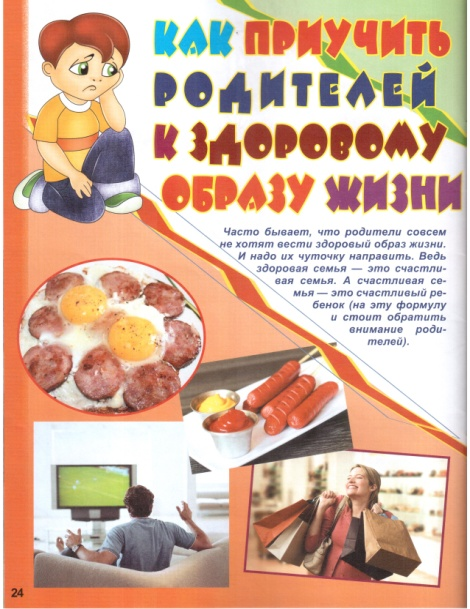 КАК ПРИУЧИТЬ
РОДИТЕЛЕЙ
К ЗДОРОВОМУ
ОБРАЗУ ЖИЗНИ
Часто бывает, что родители совсем
не хотят вести здоровый образ жизни.
И надо их чуточку направить. Ведь
здоровая семья — это счастли-
вая семья. А счастливая се-
мья — это счастливый ре-
бенок (на эту формулу
и стоит обратить
внимание роди-
телей).
24